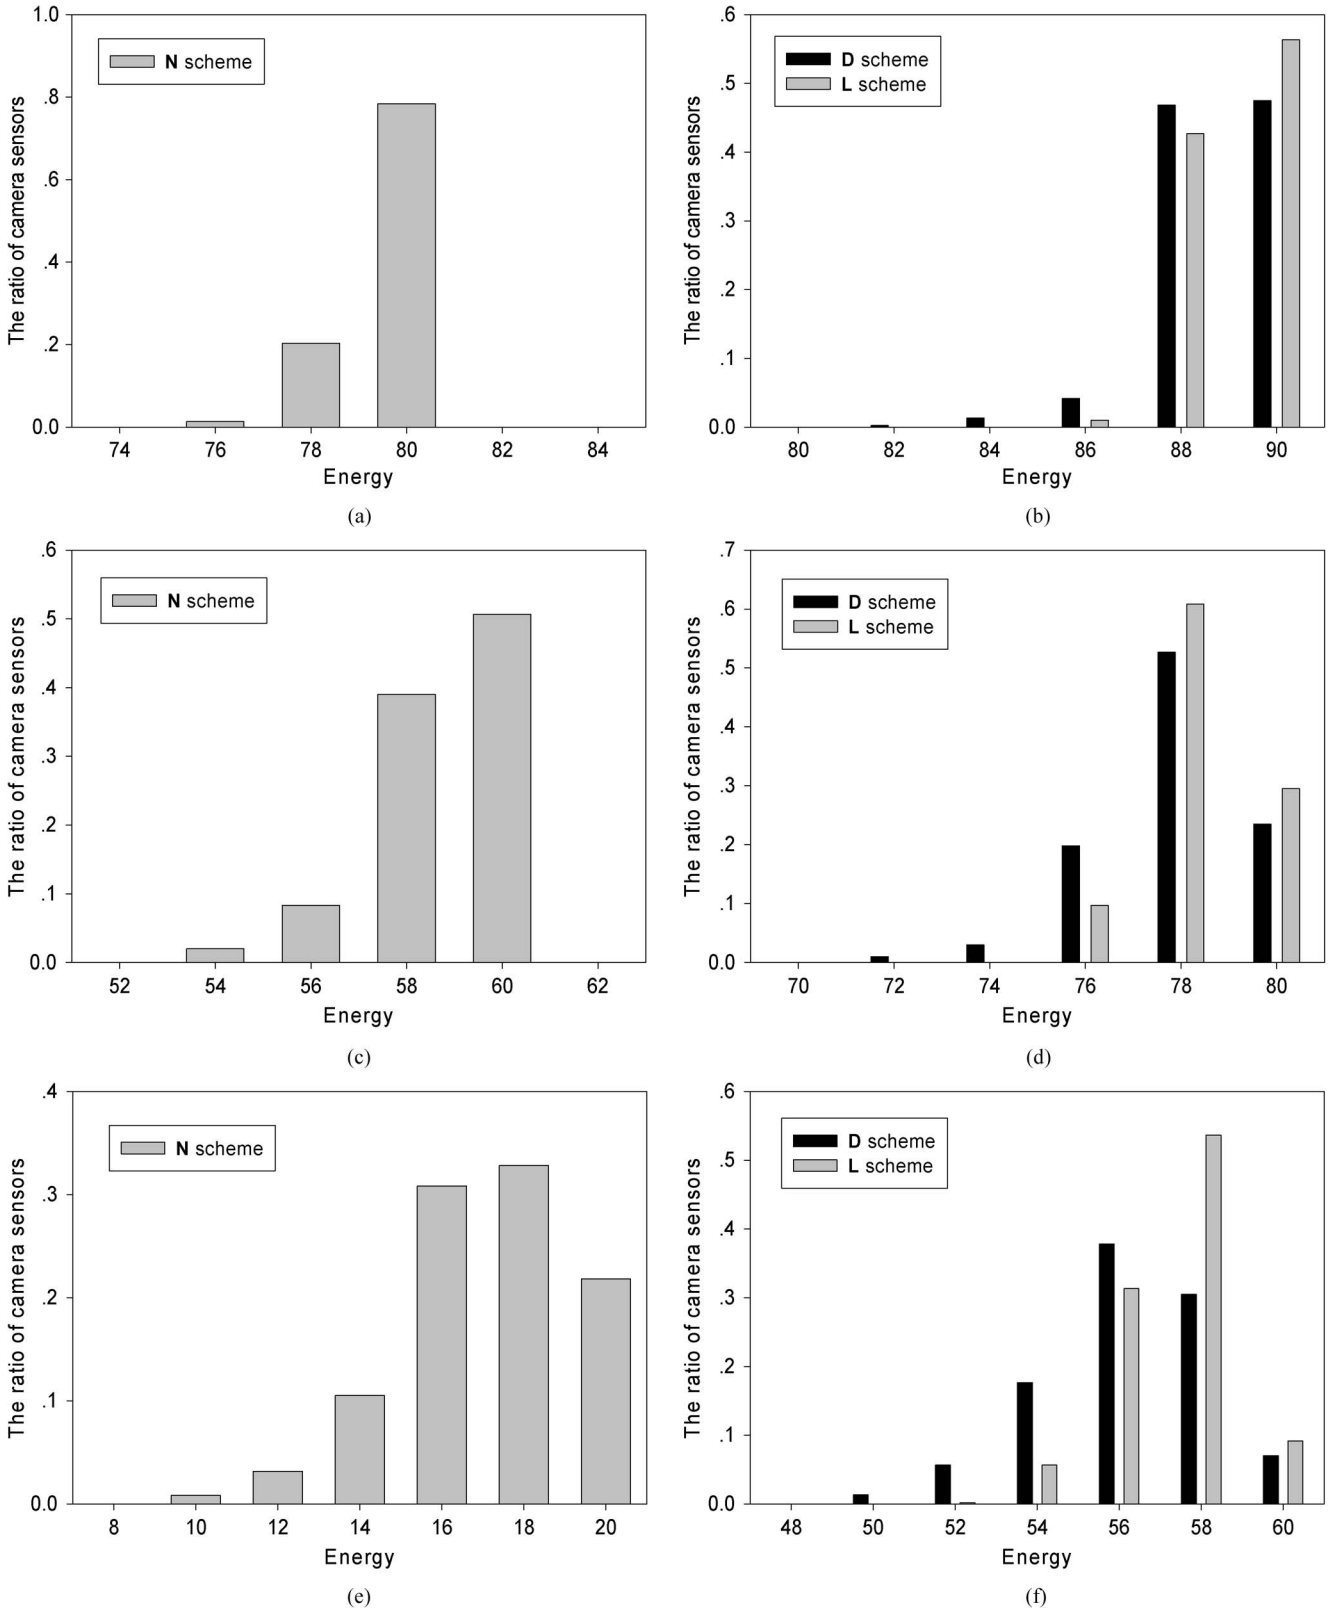 1.0
.8
.6
.4
.2
0.0
The ratio of camera sensors
N scheme
74 76 78 80 82 84
Energy
(a)
.6
.5
.4
.3
.2
.1
0.0
The ratio of camera sensors
D scheme
L scheme
80 82 84 86 88 90
Energy
(b)
.6
.5
.4
.3
.2
.1
0.0
The ratio of camera sensors
N scheme
52 54 56 58 60 62
Energy
(c)
.7
.6
.5
.4
.3
.2
.1
0.0
The ratio of camera sensors
D scheme
L scheme
70 72 74 76 78 80
Energy
(d)
.4
.3
.2
.1
0.0
The ratio of camera sensors
N scheme
8 10 12 14 16 18 20
Energy
(e)
.6
.5
.4
.3
.2
.1
0.0
The ratio of camera sensors
D scheme
L scheme
48 50 52 54 56 58 60
Energy
(f)